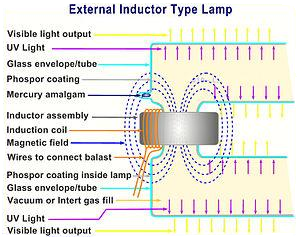 External Inductor Type Lamp
Visible light output
UV Light
Glass envelope/tube
Phospor coating
Mercury amalgam
Inductor assembly
Induction coil
Magnetic field
Wires to connect balast
Phospor coating inside lamp
Glass envelope/tube
Vacuum or Intert gas fill
UV Light
Visible light output